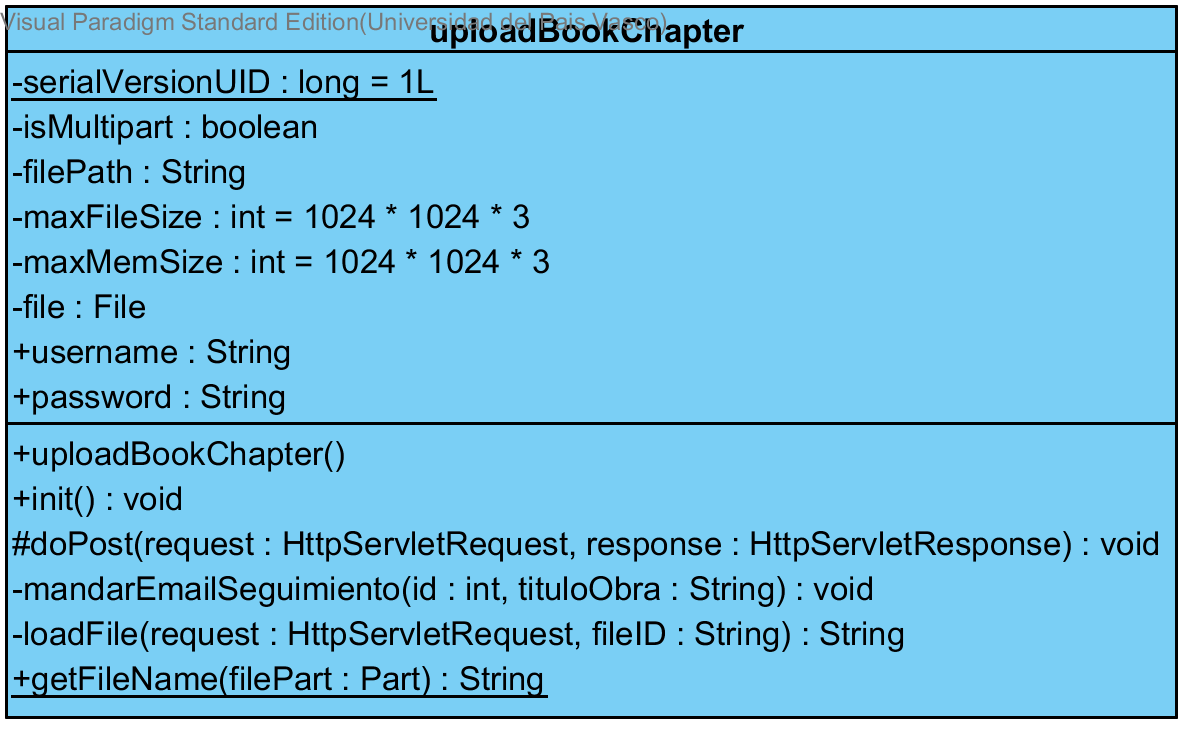 Visual Paradigm Standard Edition(Universidad del Pais Vasco)
uploadBookChapter
-serialVersionUID : long = 1L
-isMultipart : boolean
-filePath : String
-maxFileSize : int = 1024 * 1024 * 3
-maxMemSize : int = 1024 * 1024 * 3
-file : File
+username : String
+password : String
+uploadBookChapter()
+init() : void
#doPost(request : HttpServletRequest, response : HttpServletResponse) : void
-mandarEmailSeguimiento(id : int, tituloObra : String) : void
-loadFile(request : HttpServletRequest, fileID : String) : String
+getFileName(filePart : Part) : String